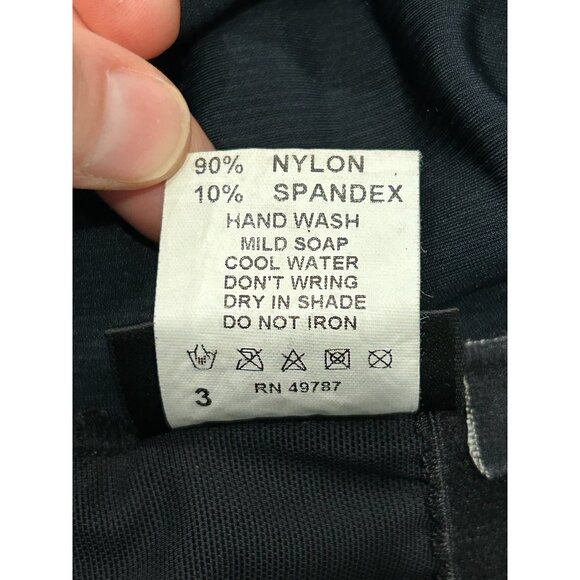 90% NYLON
10% SPANDEX
HAND WASH
MILD SOAP
COOL WATER
DON'T WRING
DRY IN SHADE
DO NOT IRON
3 RN 49787